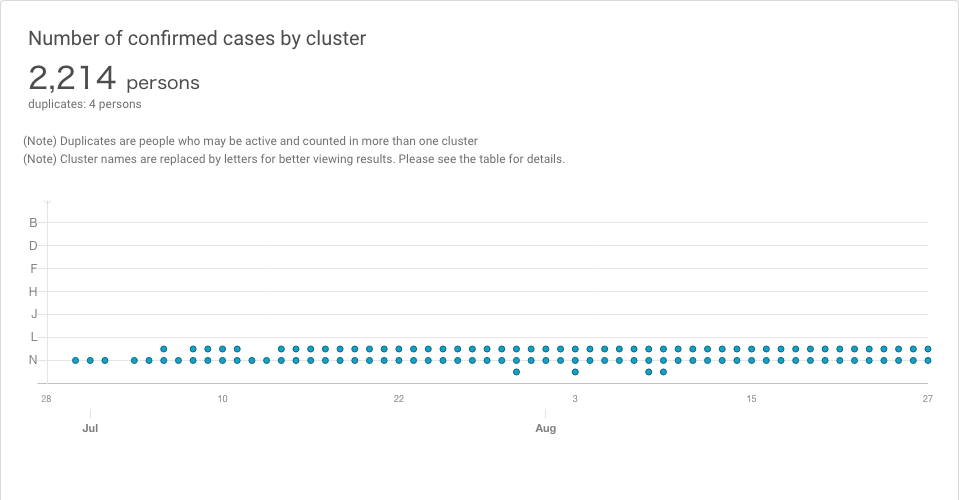 Number of confirmed cases by cluster
2,214 persons
duplicates: 4 persons
(Note) Duplicates are people who may be active and counted in more than one cluster
(Note) Cluster names are replaced by letters for better viewing results. Please see the table for details.
B
D
F
H
J
L
N
28 10 22 3 15 27
Jul Aug